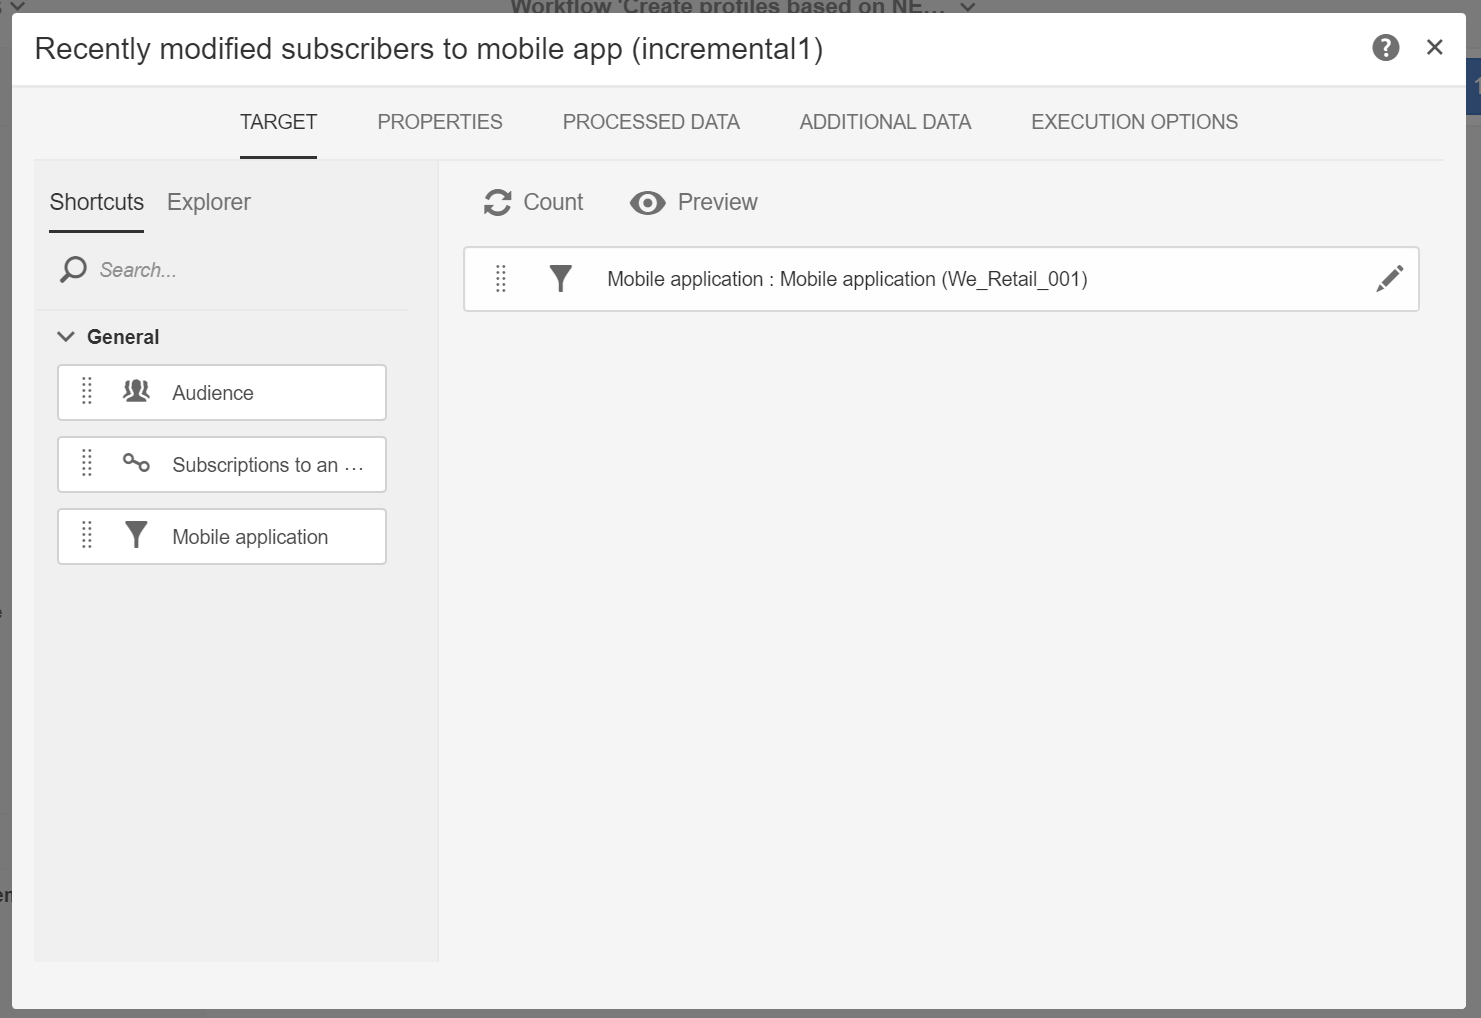 Workflow 'Create profiles based on NE...
Recently modified subscribers to mobile app (incremental1)
TARGET PROPERTIES PROCESSED DATA ADDITIONAL DATA EXECUTION OPTIONS
Shortcuts Explorer
Count Preview
Search...
Mobile application : Mobile application (We_Retail_001)
General
Audience
Subscriptions to an ...
Mobile application